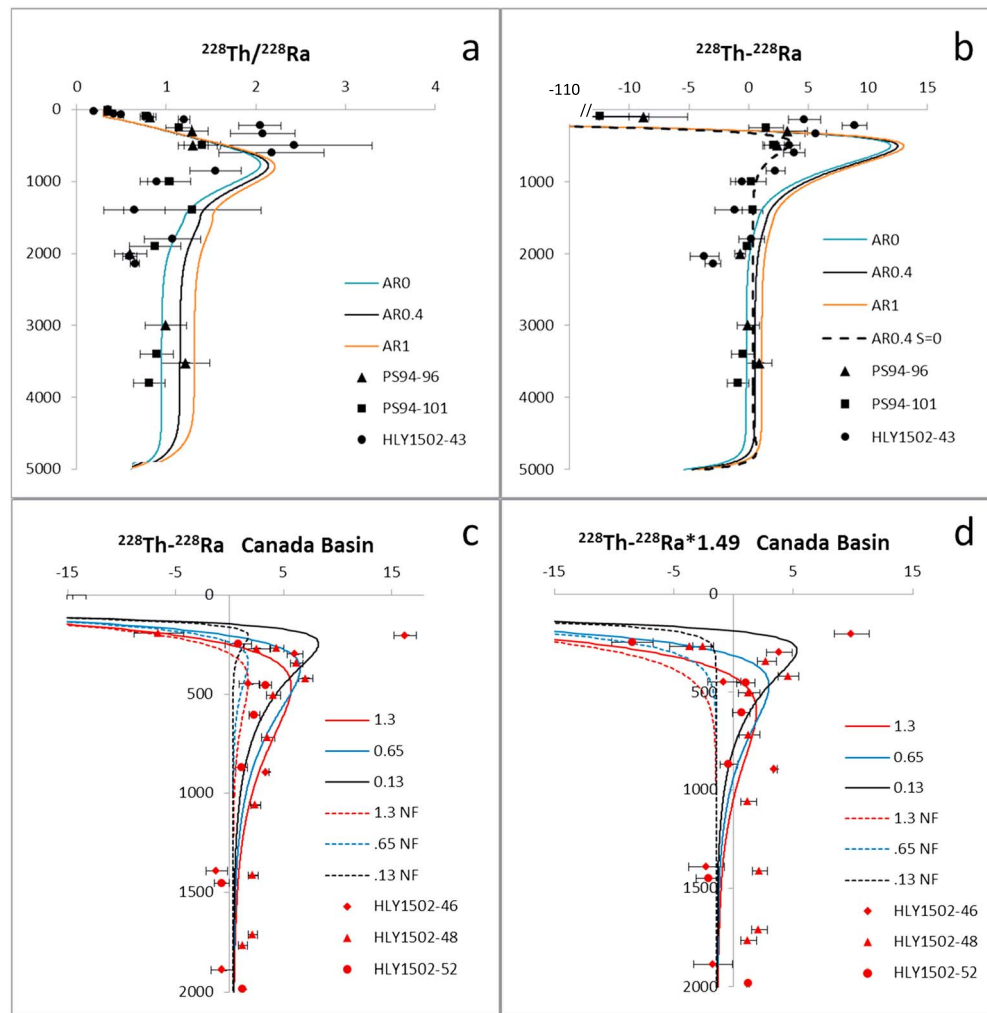 ²²⁸Th/²²⁸Ra
a
0 1 2 3 4
0
1000
2000
3000
4000
5000
AR0
AR0.4
AR1
PS94-96
PS94-101
HLY1502-43
²²⁸Th-²²⁸Ra
b
-110 -10 -5 0 5 10 15
//
0
1000
2000
3000
4000
5000
AR0
AR0.4
AR1
AR0.4 S=0
PS94-96
PS94-101
HLY1502-43
²²⁸Th-²²⁸Ra Canada Basin
c
-15 -5 5 15
0
500
1000
1500
2000
1.3
0.65
0.13
1.3 NF
.65 NF
.13 NF
HLY1502-46
HLY1502-48
HLY1502-52
²²⁸Th-²²⁸Ra*1.49 Canada Basin
d
-15 -5 5 15
0
500
1000
1500
2000
1.3
0.65
0.13
1.3 NF
.65 NF
.13 NF
HLY1502-46
HLY1502-48
HLY1502-52